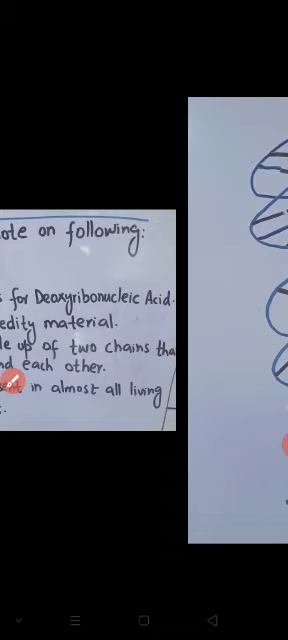 ote on following:
s for Deoxyribonucleic Acid.
edity material.
le up of two chains tha
nd each other.
sent in almost all living